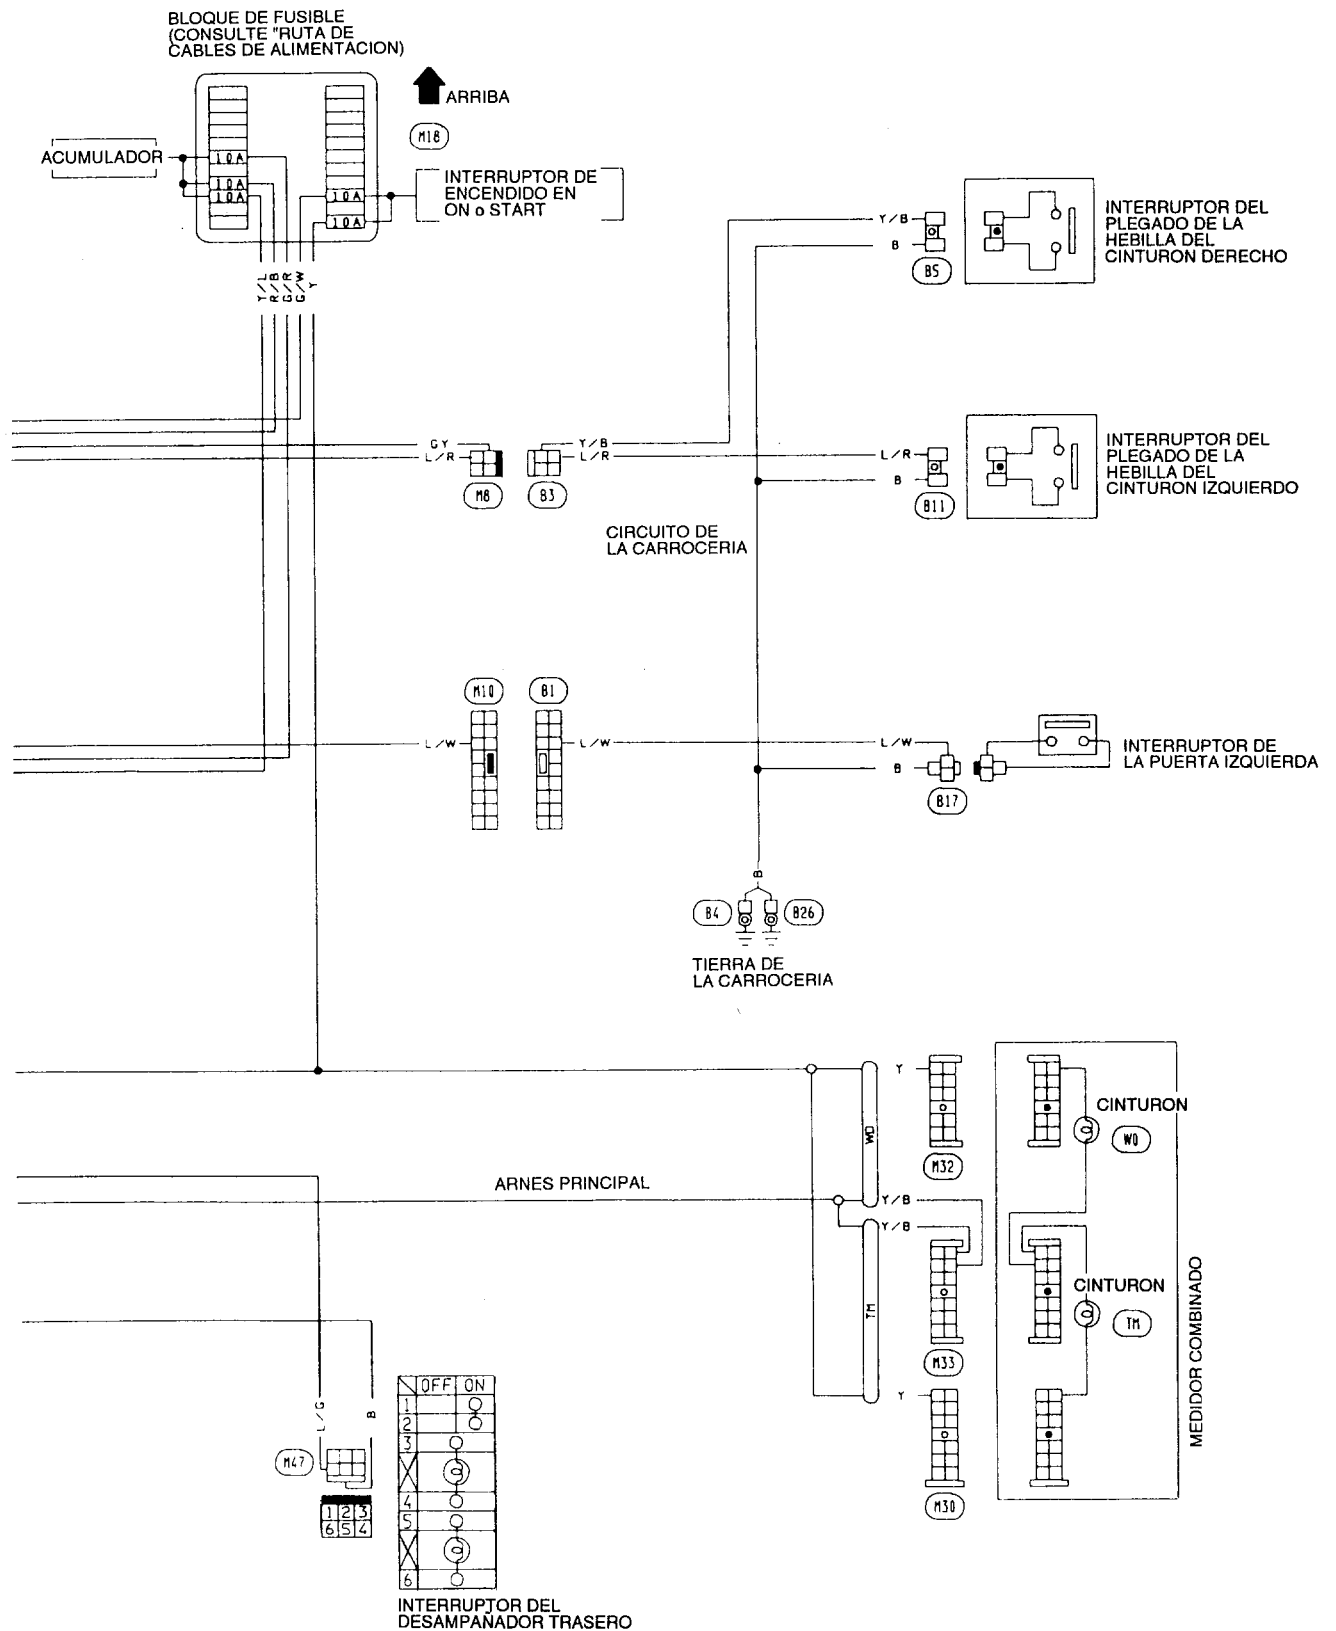 BLOQUE DE FUSIBLE
(CONSULTE "RUTA DE
CABLES DE ALIMENTACION)
ARRIBA
M18
ACUMULADOR
10A
10A
10A
10A
10A
INTERRUPTOR DE
ENCENDIDO EN
ON o START
Y/L
R/B
G/R
G/W
Y
Y/B
B
B5
INTERRUPTOR DEL
PLEGADO DE LA
HEBILLA DEL
CINTURON DERECHO
GY
L/R
M8
Y/B
L/R
B3
L/R
B
B11
INTERRUPTOR DEL
PLEGADO DE LA
HEBILLA DEL
CINTURON IZQUIERDO
CIRCUITO DE
LA CARROCERIA
M10
B1
L/W
L/W
L/W
B
B17
INTERRUPTOR DE
LA PUERTA IZQUIERDA
B
B4
B26
TIERRA DE
LA CARROCERIA
Y
WD
M32
CINTURON
WD
ARNES PRINCIPAL
Y/B
Y/B
TM
M33
CINTURON
TM
MEDIDOR COMBINADO
Y
M30
L/G
B
M47
1 2 3
6 5 4
OFF ON
1
2
3
4
5
6
INTERRUPTOR DEL
DESAMPAÑADOR TRASERO